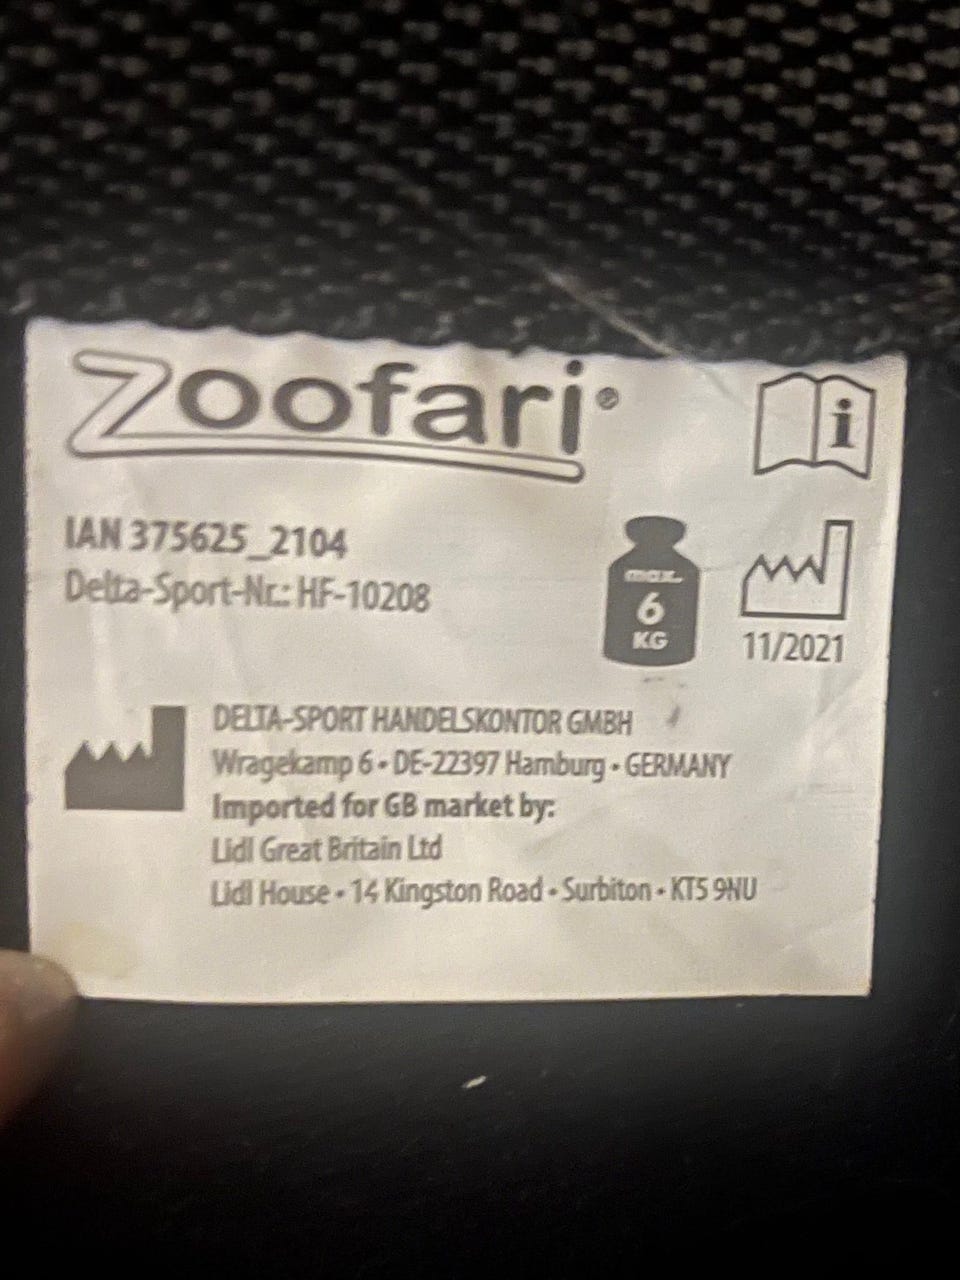 Zoofari®
i
IAN 375625_2104
Delta-Sport-Nr.: HF-10208
max.
6
KG
11/2021
DELTA-SPORT HANDELSKONTOR GMBH
Wragekamp 6 • DE-22397 Hamburg • GERMANY
Imported for GB market by:
Lidl Great Britain Ltd
Lidl House • 14 Kingston Road • Surbiton • KT5 9NU